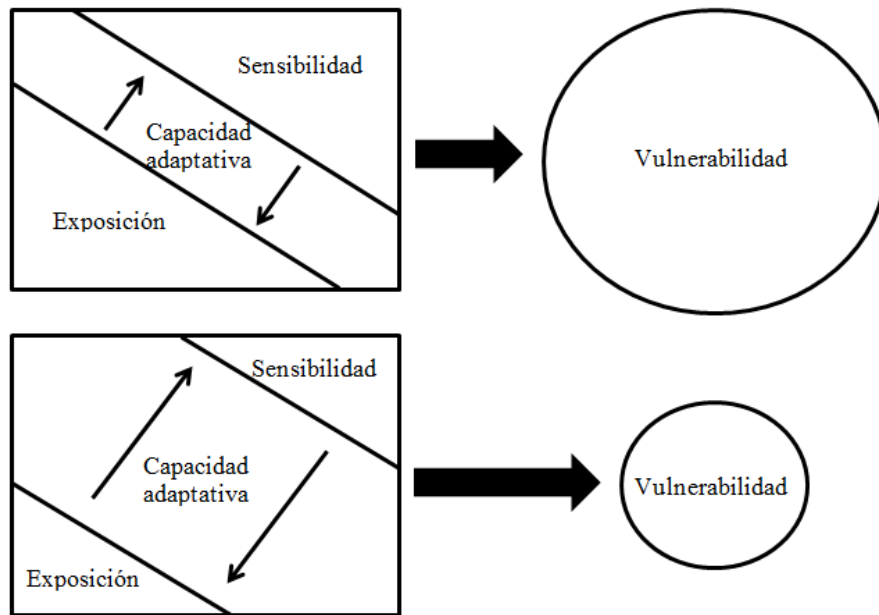 Sensibilidad
Capacidad
adaptativa
Exposición
Vulnerabilidad
Sensibilidad
Capacidad
adaptativa
Exposición
Vulnerabilidad